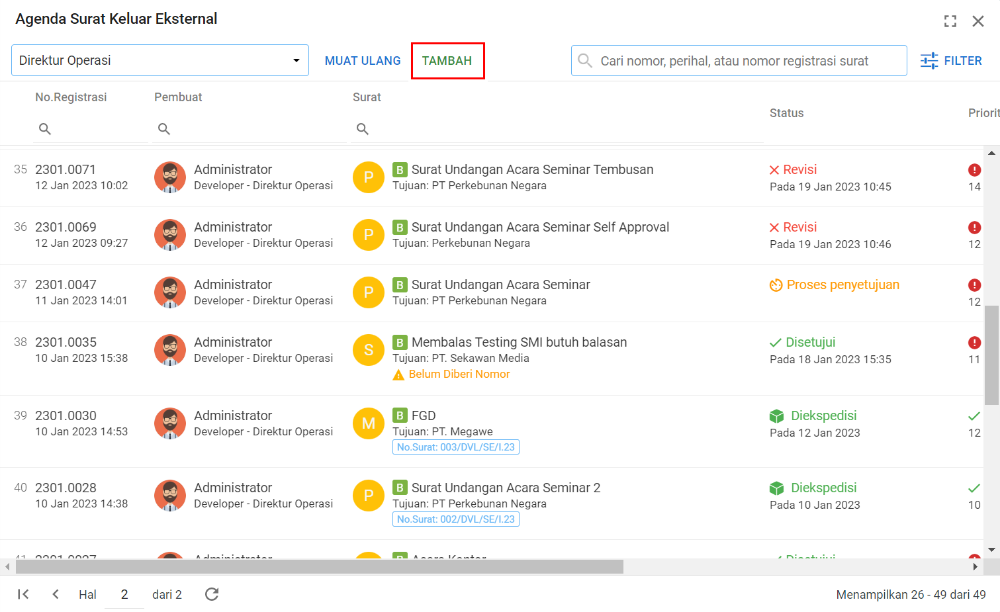 Agenda Surat Keluar Eksternal
Direktur Operasi
MUAT ULANG
TAMBAH
Cari nomor, perihal, atau nomor registrasi surat
FILTER
No.Registrasi
Pembuat
Surat
Status
Priorit
35
2301.0071
12 Jan 2023 10:02
Administrator
Developer - Direktur Operasi
P
B Surat Undangan Acara Seminar Tembusan
Tujuan: PT Perkebunan Negara
Revisi
Pada 19 Jan 2023 10:45
14
36
2301.0069
12 Jan 2023 09:27
Administrator
Developer - Direktur Operasi
P
B Surat Undangan Acara Seminar Self Approval
Tujuan: Perkebunan Negara
Revisi
Pada 19 Jan 2023 10:46
12
37
2301.0047
11 Jan 2023 14:01
Administrator
Developer - Direktur Operasi
P
B Surat Undangan Acara Seminar
Tujuan: PT Perkebunan Negara
Proses penyetujuan
12
38
2301.0035
10 Jan 2023 15:38
Administrator
Developer - Direktur Operasi
S
B Membalas Testing SMI butuh balasan
Tujuan: PT. Sekawan Media
Belum Diberi Nomor
Disetujui
Pada 18 Jan 2023 15:35
11
39
2301.0030
10 Jan 2023 14:53
Administrator
Developer - Direktur Operasi
M
B FGD
Tujuan: PT. Megawe
No.Surat: 003/DVL/SE/I.23
Diekspedisi
Pada 12 Jan 2023
12
40
2301.0028
10 Jan 2023 14:38
Administrator
Developer - Direktur Operasi
P
B Surat Undangan Acara Seminar 2
Tujuan: PT Perkebunan Negara
No.Surat: 002/DVL/SE/I.23
Diekspedisi
Pada 10 Jan 2023
10
41
2301.0027
Administrator
B Acara Kantor
Disetujui
Hal 2 dari 2
Menampilkan 26 - 49 dari 49